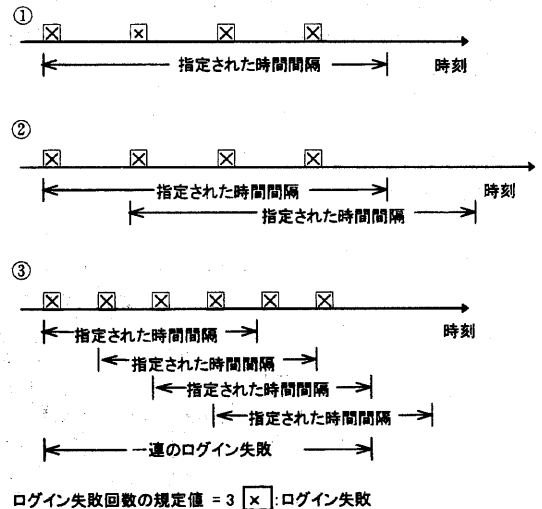 ①
指定された時間間隔
時刻
②
指定された時間間隔
時刻
指定された時間間隔
③
時刻
指定された時間間隔
指定された時間間隔
指定された時間間隔
指定された時間間隔
一連のログイン失敗
ログイン失敗回数の規定値 = 3 ×:ログイン失敗